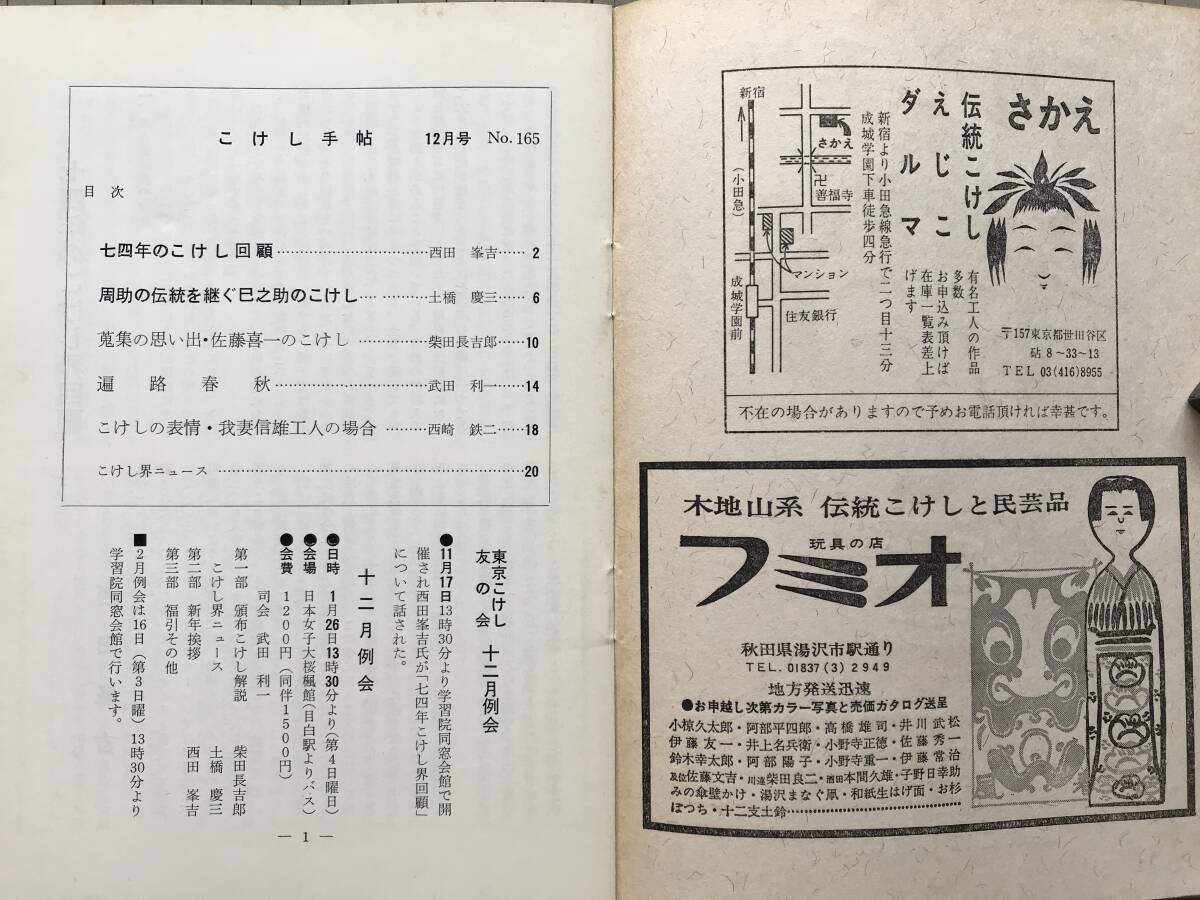 こけし手帖 12月号 No.165
目次
七四年のこけし回顧……………………………西田 峯吉……2
周助の伝統を継ぐ巳之助のこけし…… 土橋 慶三……6
蒐集の思い出・佐藤喜一のこけし ……………柴田長吉郎……10
遍路春秋……………………………武田 利一……14
こけしの表情・我妻信雄工人の場合 ………西崎 鉄二……18
こけし界ニュース ……………………………………………………20
東京こけし
友の会 十二月例会
●11月17日13時30分より学習院同窓会館で開
催され西田峯吉氏が「七四年こけし界回顧」
について話された。
十二月例会
●日時 1月26日13時30分より(第4日曜日)
●会場 日本女子大桜楓館(目白駅よりバス)
●会費 1200円(同伴1500円)
司会 武田 利一
第一部 頒布こけし解説 柴田長吉郎
こけし界ニュース 土橋 慶三
第二部 新年挨拶 西田 峯吉
第三部 福引その他
■2月例会は16日(第3日曜)13時30分より
学習院同窓会館で行います。
— 1 —
さかえ
伝統こけし
えじこ
ダルマ
有名工人の作品
多数
お申込み頂けば
在庫一覧表差上
げます
新宿より小田急線急行で二つ目十三分
成城学園下車徒歩四分
新宿
(小田急)
さかえ
卍
善福寺
マンション
成城学園前
住友銀行
〒157東京都世田谷区
砧 8-33-13
TEL 03(416)8955
不在の場合がありますので予めお電話頂ければ幸甚です。
木地山系 伝統こけしと民芸品
玩具の店
フミオ
秋田県湯沢市駅通り
TEL. 01837(3)2949
地方発送迅速
●お申越し次第カラー写真と売価カタログ送呈
小椋久太郎・阿部平四郎・高橋雄司・井川武松
伊藤友一・井上名兵衛・小野寺正徳・佐藤秀一
鈴木幸太郎・阿部陽子・小野寺重一・伊藤常治
及位佐藤文吉・川連柴田良二・酒田本間久雄・子野日幸助
みの傘壁かけ・湯沢まなぐ凧・和紙生はげ面・お杉
ぼつち・十二支土鈴……………………………